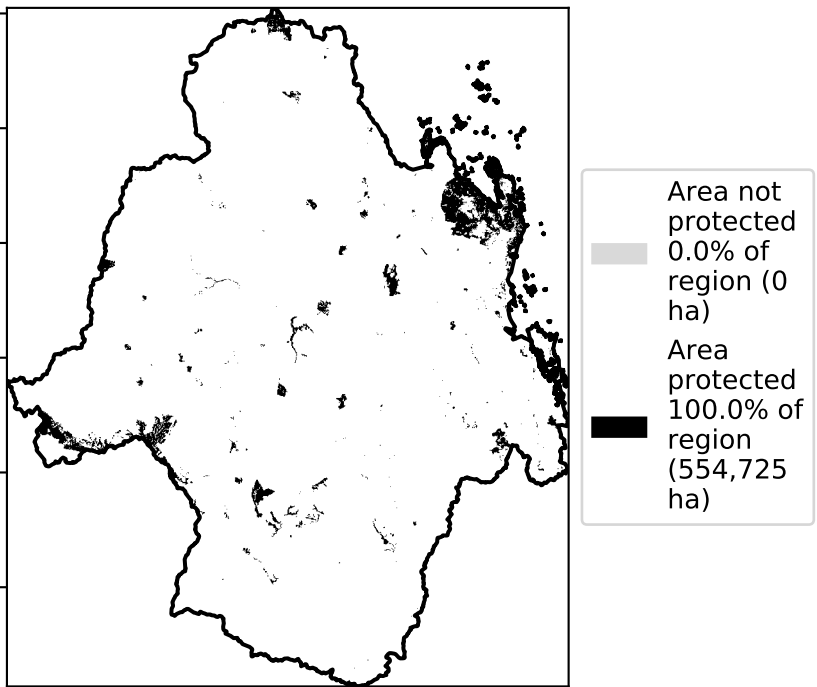 Area not
protected
0.0% of
region (0
ha)
Area
protected
100.0% of
region
(554,725
ha)